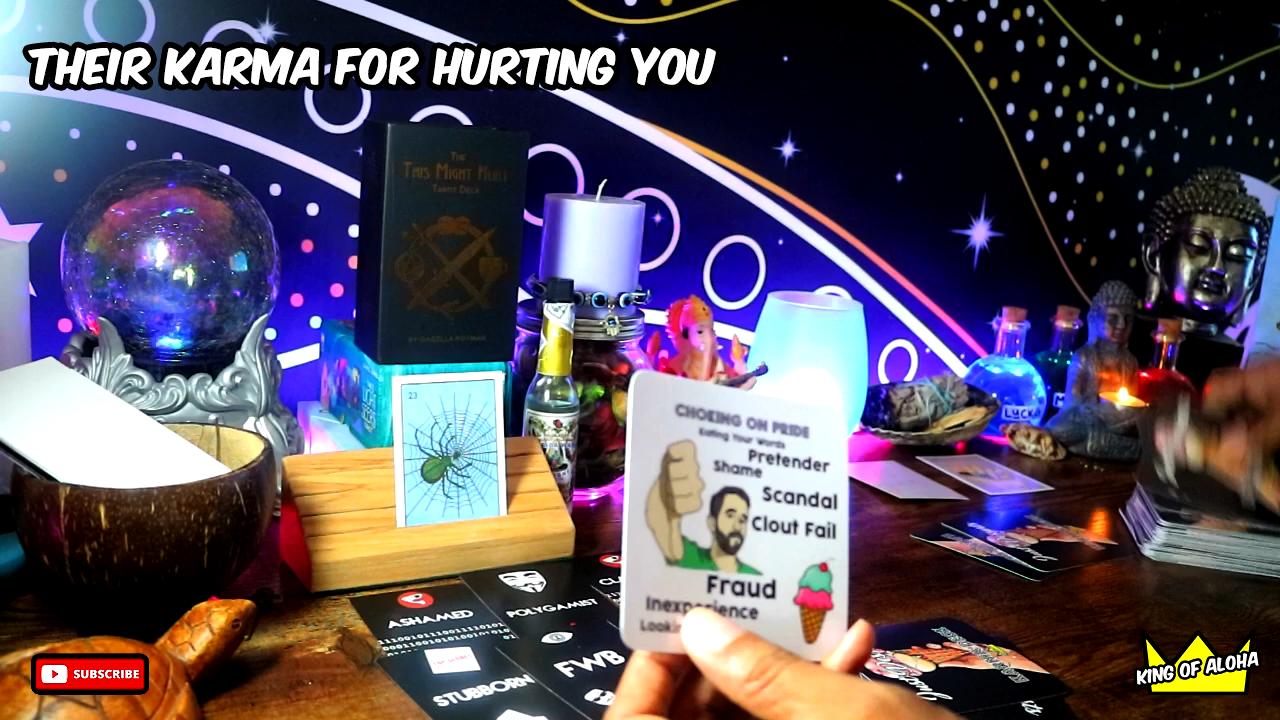 THEIR KARMA FOR HURTING YOU
THE
THIS MIGHT HURT
TAROT DECK
23
CHOKING ON PRIDE
Eating Your Words
Pretender
Shame
Scandal
Clout Fail
Fraud
Inexperience
ASHAMED
POLYGAMIST
STUBBORN
FWB
LUCK
SUBSCRIBE
KING OF ALOHA